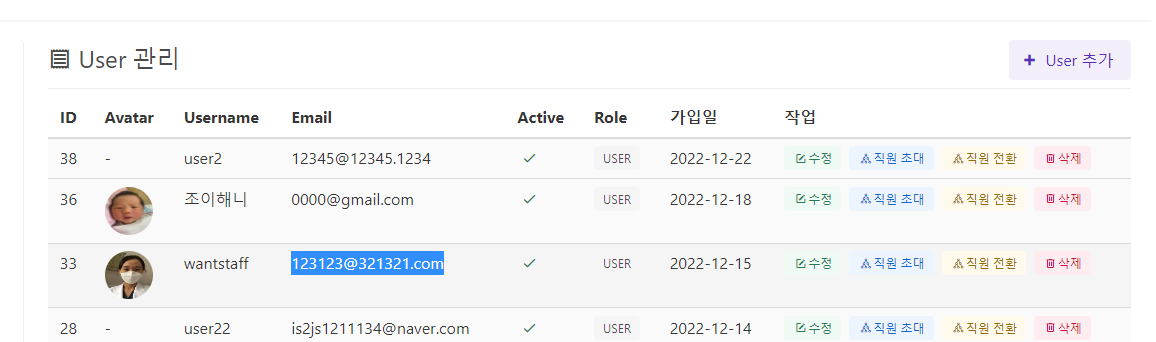 User 관리
+ User 추가
ID Avatar Username Email Active Role 가입일 작업
38 - user2 12345@12345.1234 USER 2022-12-22 수정 직원 초대 직원 전환 삭제
36 조이해니 0000@gmail.com USER 2022-12-18 수정 직원 초대 직원 전환 삭제
33 wantstaff 123123@321321.com USER 2022-12-15 수정 직원 초대 직원 전환 삭제
28 - user22 is2js1211134@naver.com USER 2022-12-14 수정 직원 초대 직원 전환 삭제